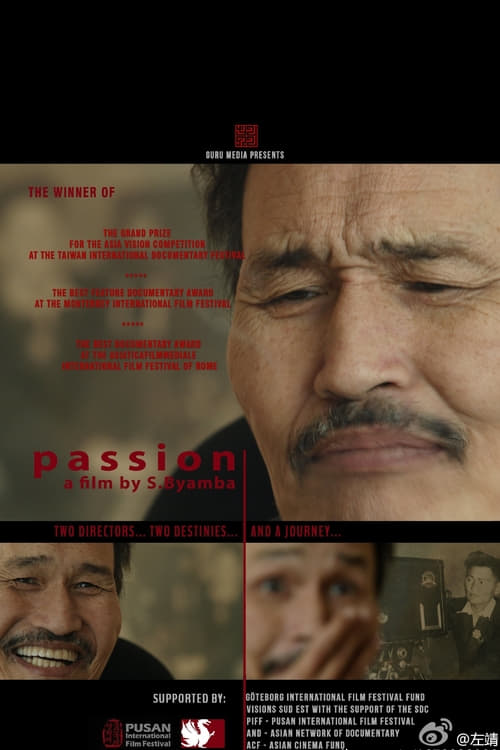 GURU MEDIA PRESENTS
THE WINNER OF
THE GRAND PRIZE
FOR THE ASIA VISION COMPETITION
AT THE TAIWAN INTERNATIONAL DOCUMENTARY FESTIVAL
*****
THE BEST FEATURE DOCUMENTARY AWARD
AT THE MONTEREY INTERNATIONAL FILM FESTIVAL
*****
THE BEST DOCUMENTARY AWARD
AT THE ASIATICAFILMMEDIALE
INTERNATIONAL FILM FESTIVAL OF ROME
passion
a film by S.Byamba
TWO DIRECTORS... TWO DESTINIES... AND A JOURNEY...
SUPPORTED BY:
GÖTEBORG INTERNATIONAL FILM FESTIVAL FUND
VISIONS SUD EST WITH THE SUPPORT OF THE SDC
PIFF - PUSAN INTERNATIONAL FILM FESTIVAL
AND - ASIAN NETWORK OF DOCUMENTARY
ACF - ASIAN CINEMA FUND
PUSAN
International
Film Festival
@左靖